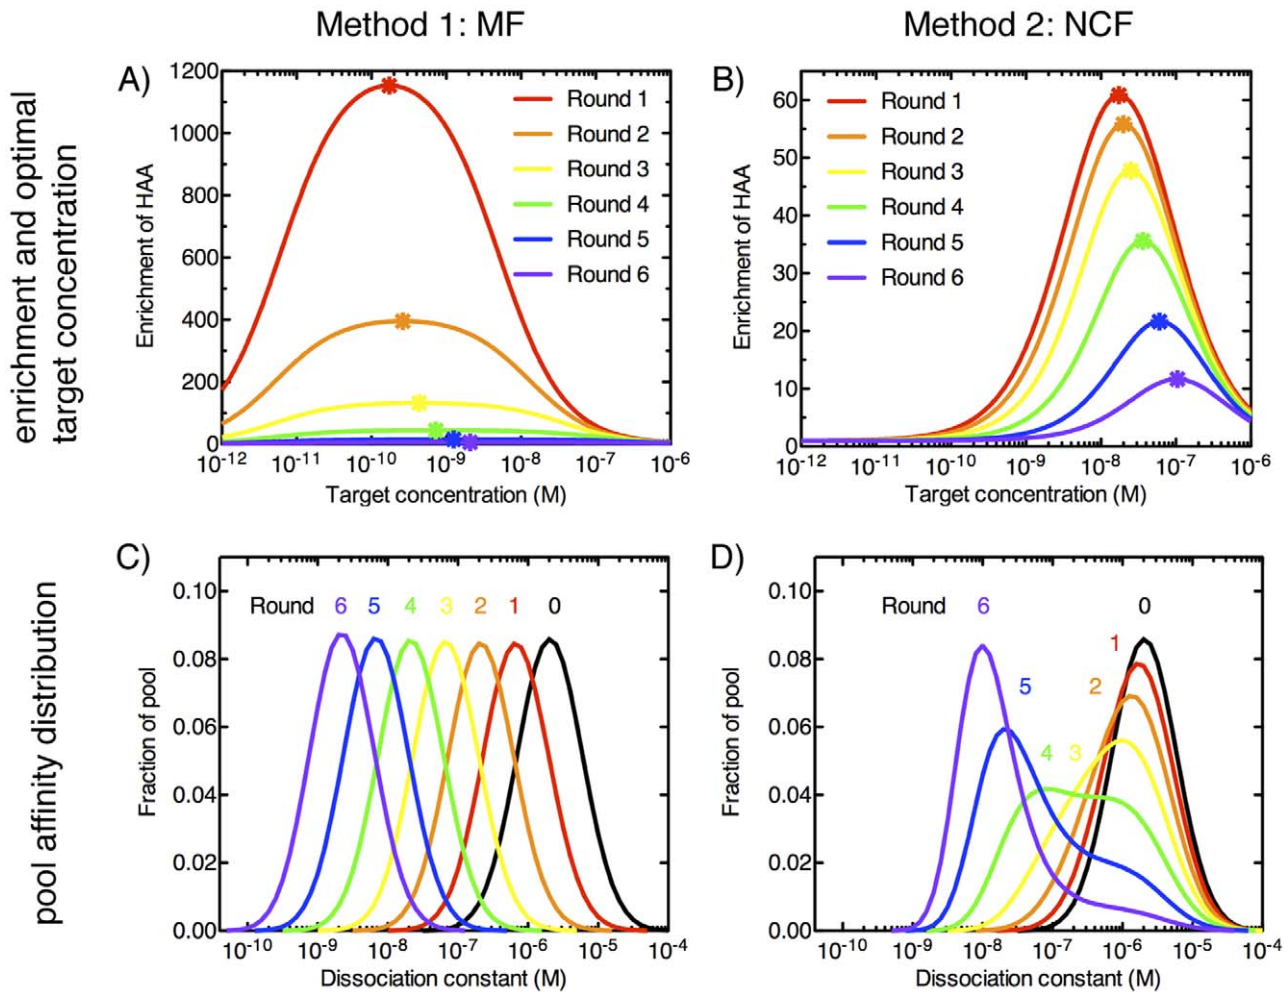 Method 1: MF
Method 2: NCF
enrichment and optimal
target concentration
A)
Enrichment of HAA
1200
1000
800
600
400
200
0
Round 1
Round 2
Round 3
Round 4
Round 5
Round 6
10-12 10-11 10-10 10-9 10-8 10-7 10-6
Target concentration (M)
B)
Enrichment of HAA
60
50
40
30
20
10
0
Round 1
Round 2
Round 3
Round 4
Round 5
Round 6
10-12 10-11 10-10 10-9 10-8 10-7 10-6
Target concentration (M)
pool affinity distribution
C)
Fraction of pool
0.10
0.08
0.06
0.04
0.02
0.00
Round 6 5 4 3 2 1 0
10-10 10-9 10-8 10-7 10-6 10-5 10-4
Dissociation constant (M)
D)
Fraction of pool
0.10
0.08
0.06
0.04
0.02
0.00
Round 6 0
1
5 2
4 3
10-10 10-9 10-8 10-7 10-6 10-5 10-4
Dissociation constant (M)